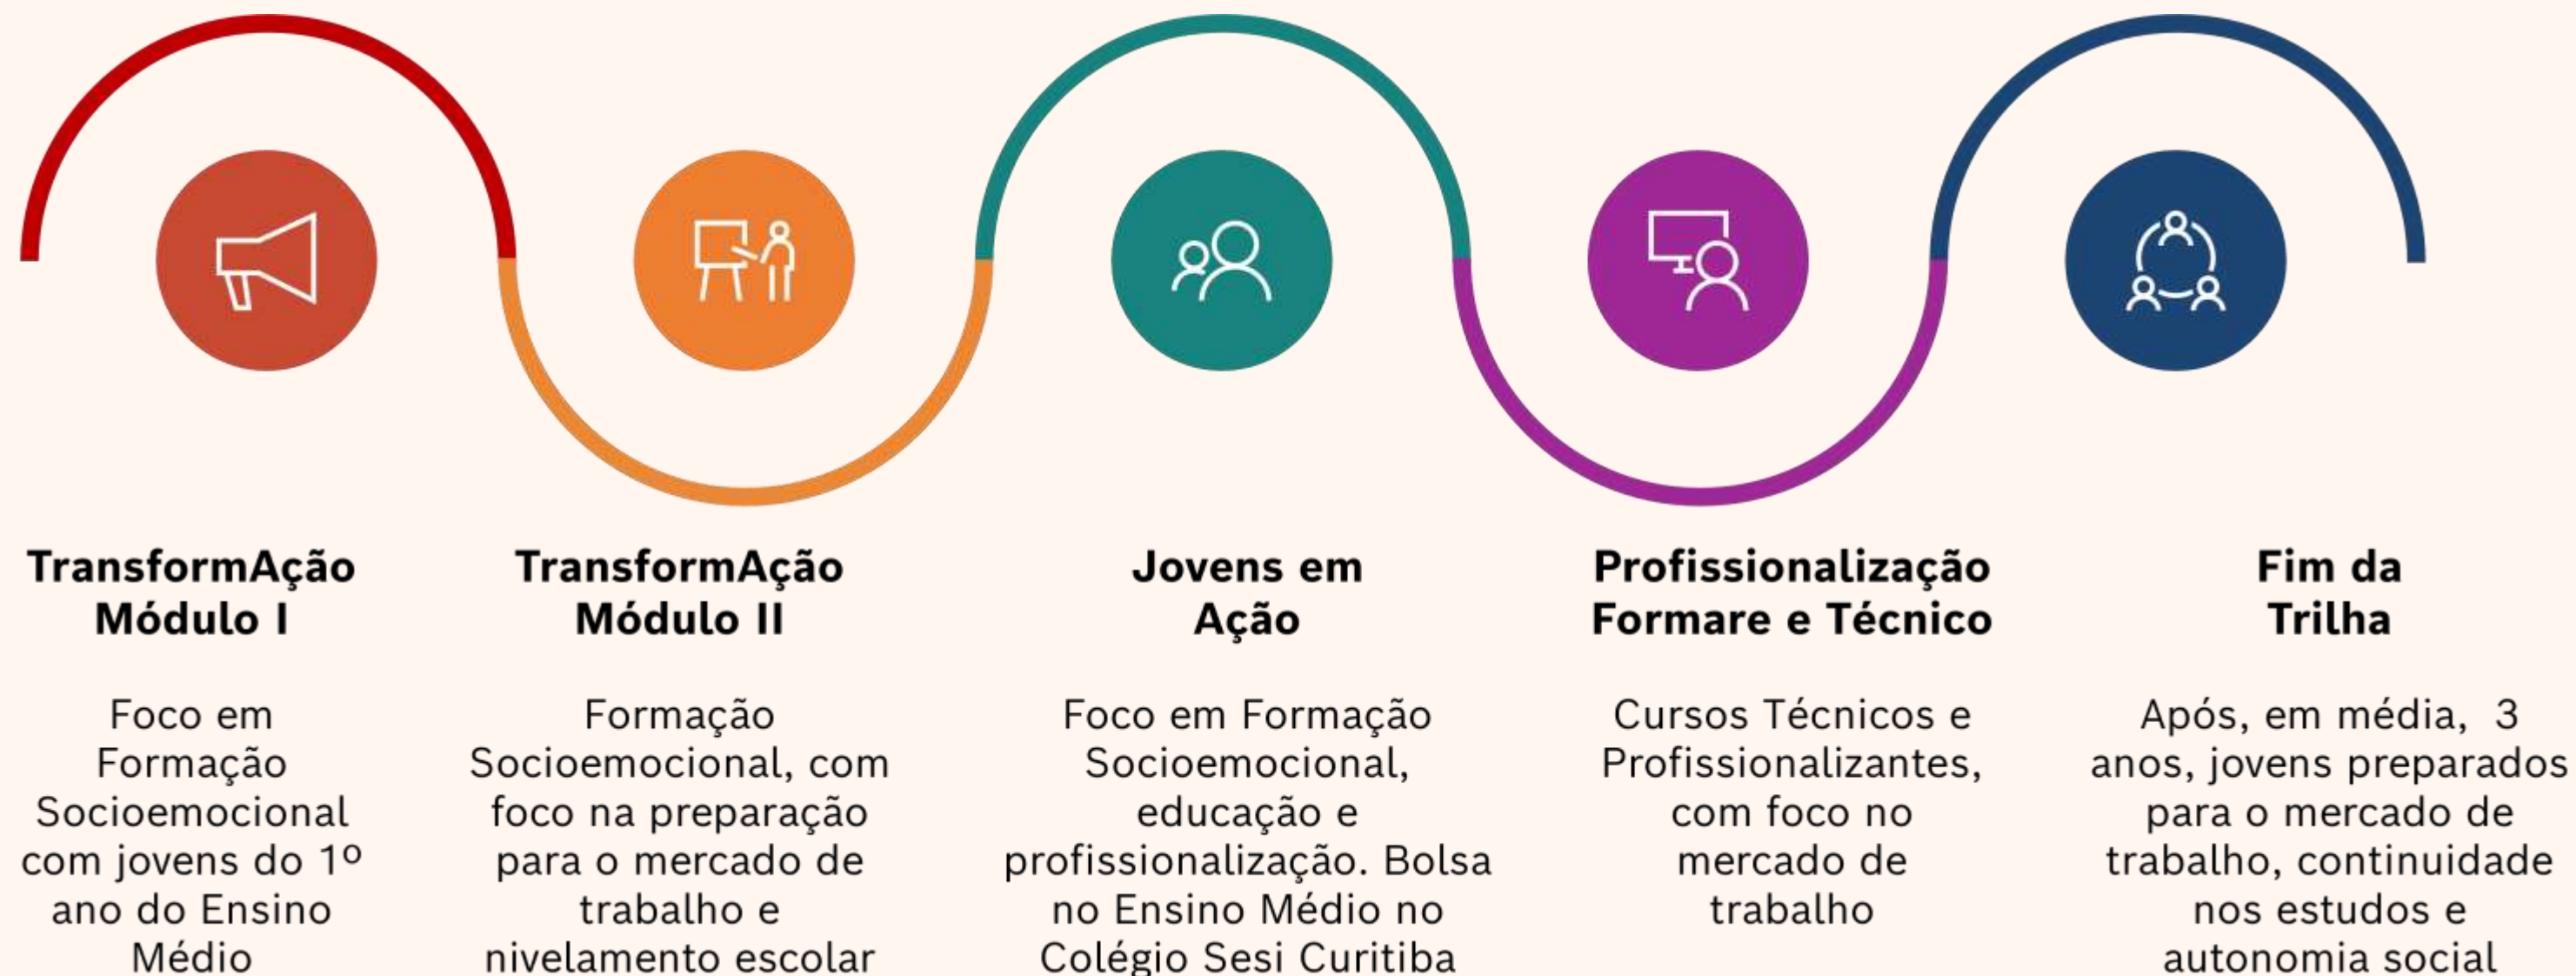 TransformAção
Módulo I
Foco em
Formação
Socioemocional
com jovens do 1º
ano do Ensino
Médio
TransformAção
Módulo II
Formação
Socioemocional, com
foco na preparação
para o mercado de
trabalho e
nivelamento escolar
Jovens em
Ação
Foco em Formação
Socioemocional,
educação e
profissionalização. Bolsa
no Ensino Médio no
Colégio Sesi Curitiba
Profissionalização
Formare e Técnico
Cursos Técnicos e
Profissionalizantes,
com foco no
mercado de
trabalho
Fim da
Trilha
Após, em média,  3
anos, jovens preparados
para o mercado de
trabalho, continuidade
nos estudos e
autonomia social